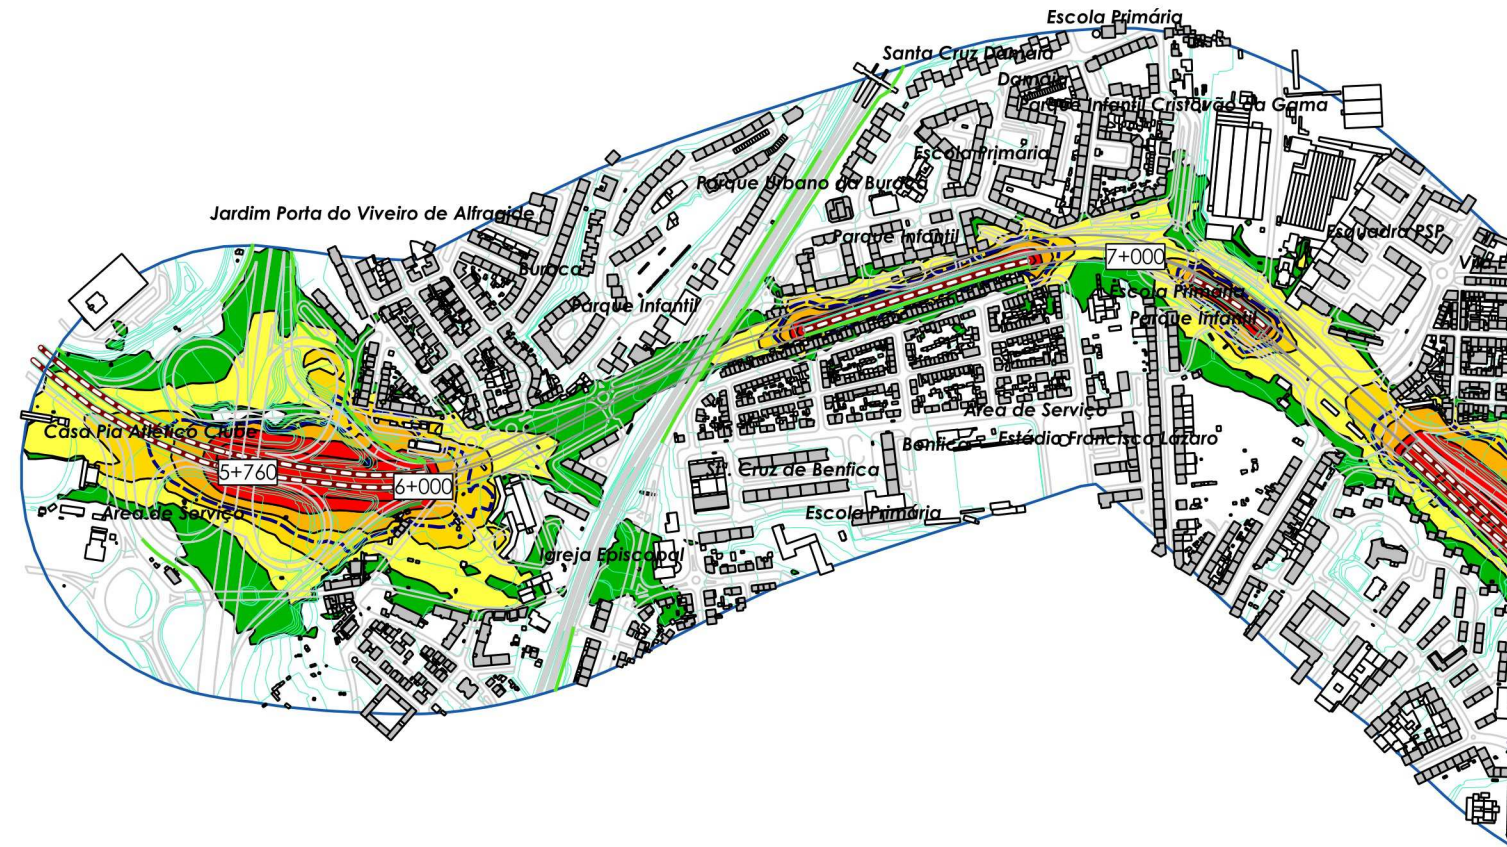 Escola Primária
Santa Cruz Damaia
Damaia
Parque Infantil Cristovão da Gama
Escola Primária
Parque Urbano da Buraca
Jardim Porta do Viveiro de Alfragide
Esquadra PSP
Parque Infantil
7+000
Buraca
Escola Primária
Parque Infantil
Parque Infantil
Área de Serviço
Casa Pia Atlético Clube
Benfica
Estádio Francisco Lázaro
5+760
Stª. Cruz de Benfica
6+000
Área de Serviço
Escola Primária
Igreja Episcopal